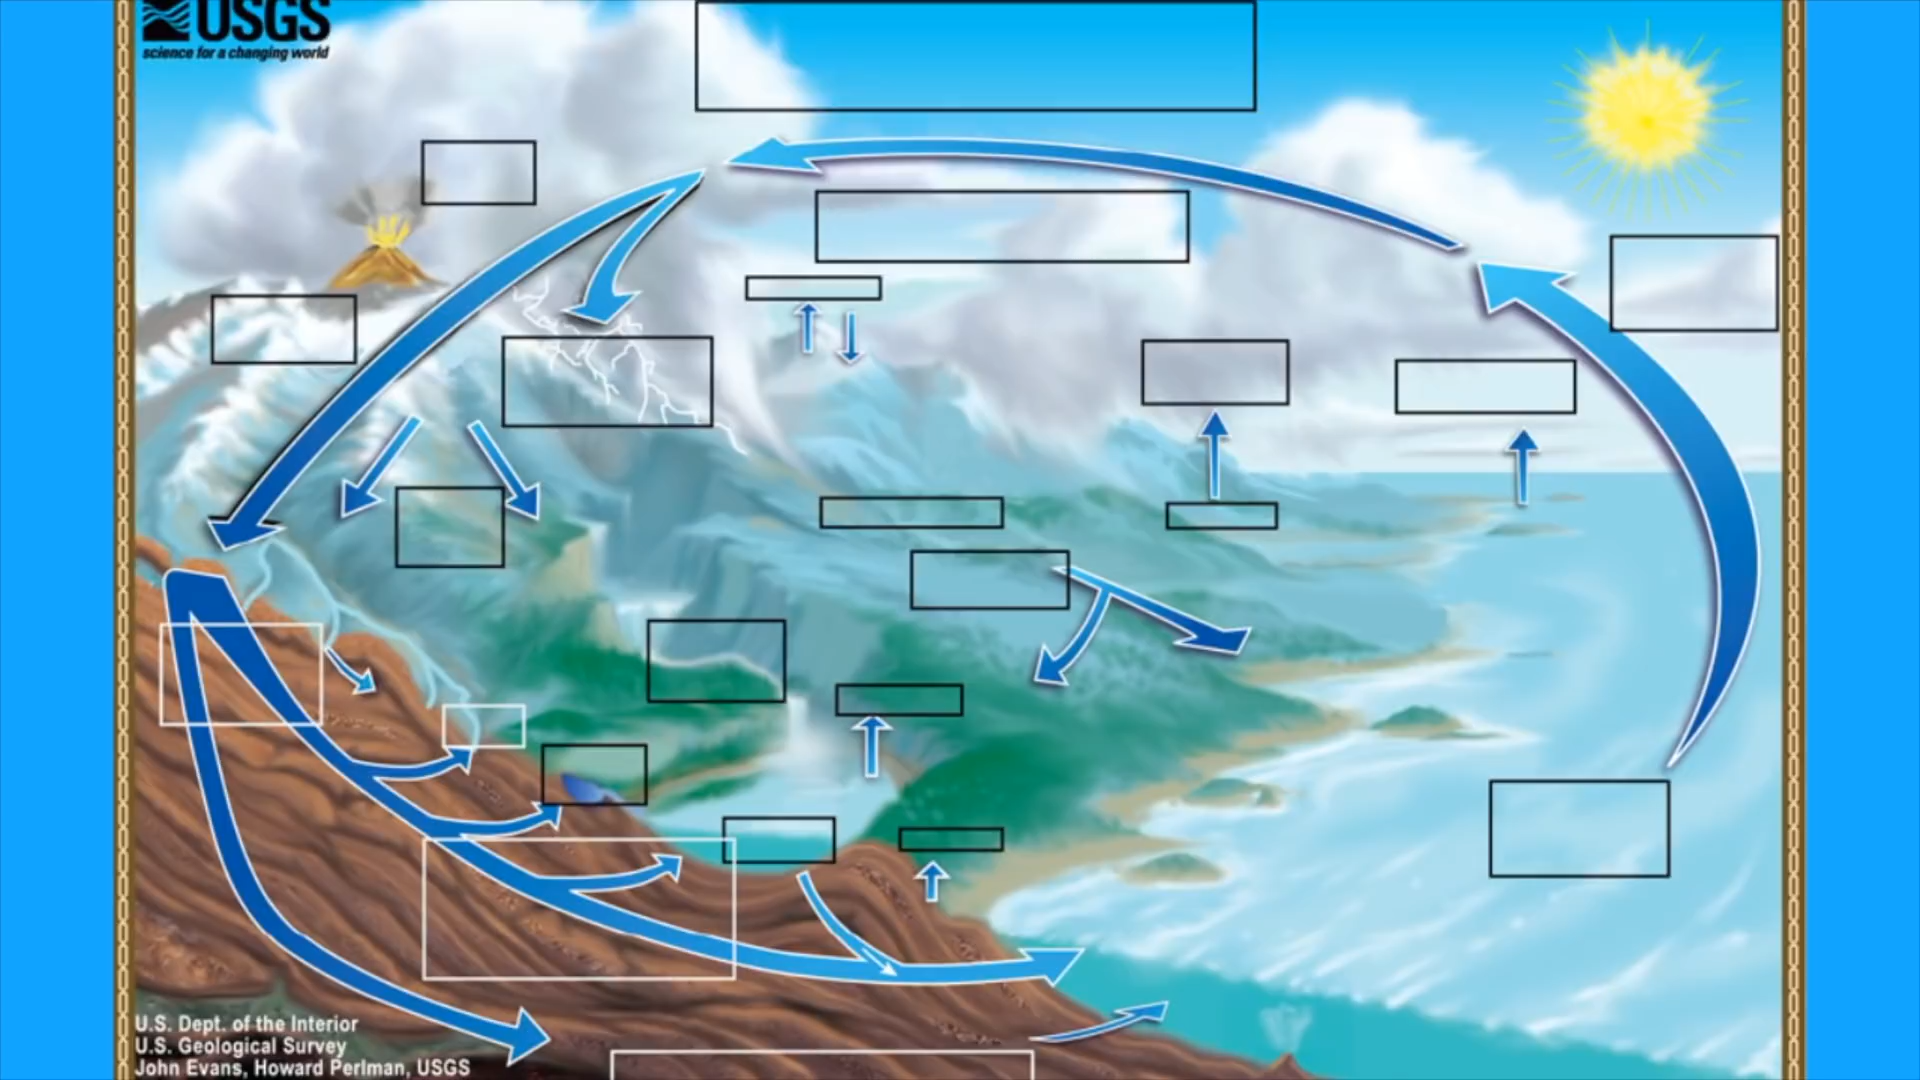 USGS
science for a changing world
U.S. Dept. of the Interior
U.S. Geological Survey
John Evans, Howard Perlman, USGS